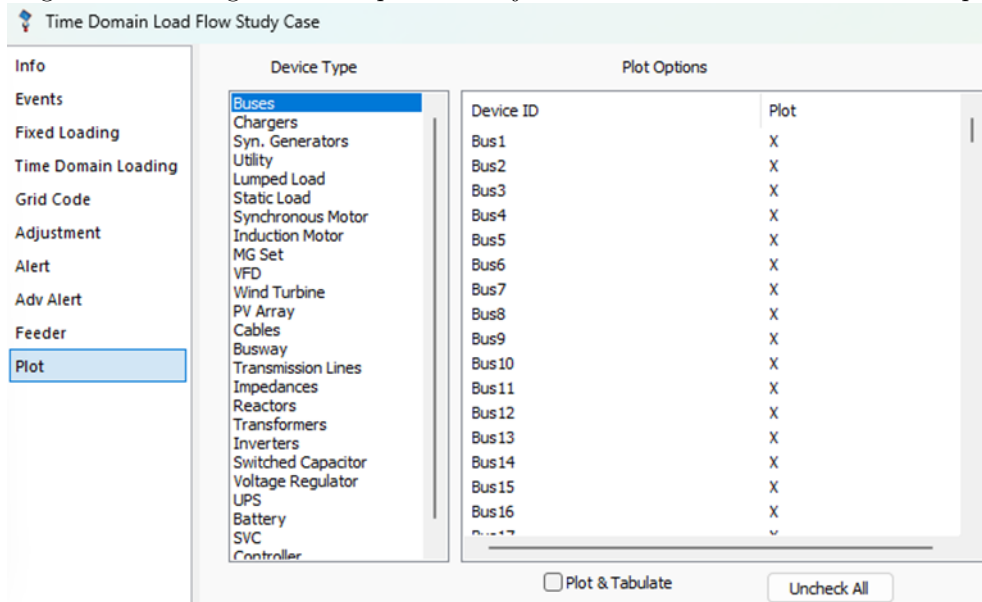 Time Domain Load Flow Study Case
Info
Events
Fixed Loading
Time Domain Loading
Grid Code
Adjustment
Alert
Adv Alert
Feeder
Plot
Device Type
Buses
Chargers
Syn. Generators
Utility
Lumped Load
Static Load
Synchronous Motor
Induction Motor
MG Set
VFD
Wind Turbine
PV Array
Cables
Busway
Transmission Lines
Impedances
Reactors
Transformers
Inverters
Switched Capacitor
Voltage Regulator
UPS
Battery
SVC
Controller
Plot Options
Device ID Plot
Bus1 X
Bus2 X
Bus3 X
Bus4 X
Bus5 X
Bus6 X
Bus7 X
Bus8 X
Bus9 X
Bus10 X
Bus11 X
Bus12 X
Bus13 X
Bus14 X
Bus15 X
Bus16 X
Bus17 X
Plot & Tabulate
Uncheck All